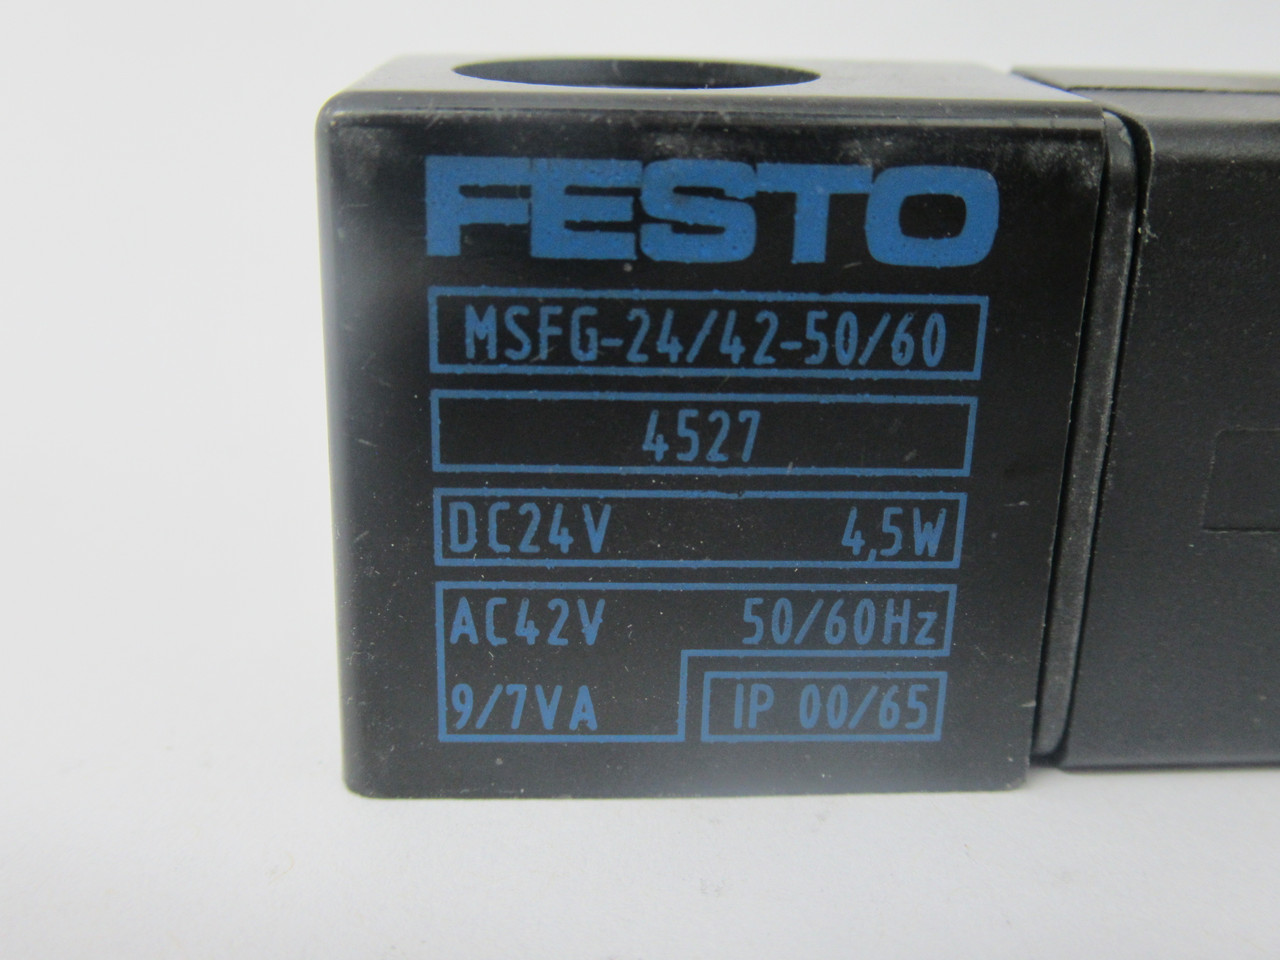 FESTO
MSFG-24/42-50/60
4527
DC24V 4,5W
AC42V 50/60Hz
9/7VA IP 00/65